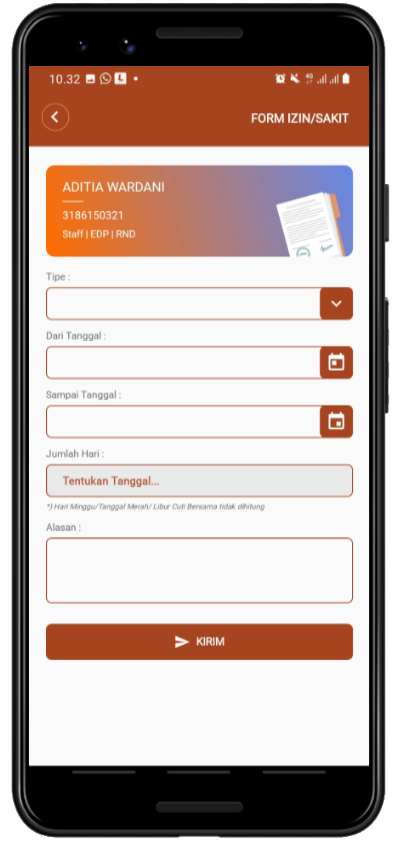 10.32
4G
FORM IZIN/SAKIT
ADITIA WARDANI
3186150321
Staff | EDP | RND
Tipe :
Dari Tanggal :
Sampai Tanggal :
Jumlah Hari :
Tentukan Tanggal...
*) Hari Minggu/Tanggal Merah/ Libur Cuti Bersama tidak dihitung
Alasan :
KIRIM